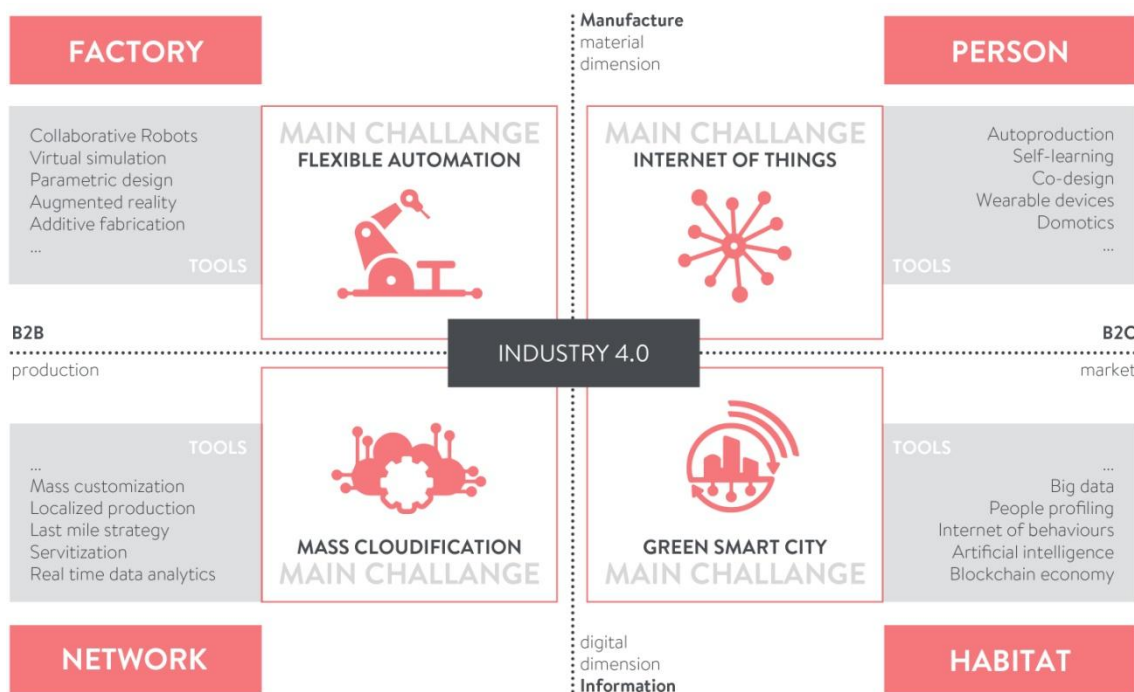 FACTORY
Manufacture
material
dimension
PERSON
Collaborative Robots
Virtual simulation
Parametric design
Augmented reality
Additive fabrication
...
TOOLS
MAIN CHALLANGE
FLEXIBLE AUTOMATION
MAIN CHALLANGE
INTERNET OF THINGS
Autoproduction
Self-learning
Co-design
Wearable devices
Domotics
...
TOOLS
B2B
production
INDUSTRY 4.0
B2C
market
TOOLS
...
Mass customization
Localized production
Last mile strategy
Servitization
Real time data analytics
MASS CLOUDIFICATION
MAIN CHALLANGE
GREEN SMART CITY
MAIN CHALLANGE
TOOLS
...
Big data
People profiling
Internet of behaviours
Artificial intelligence
Blockchain economy
NETWORK
digital
dimension
Information
HABITAT